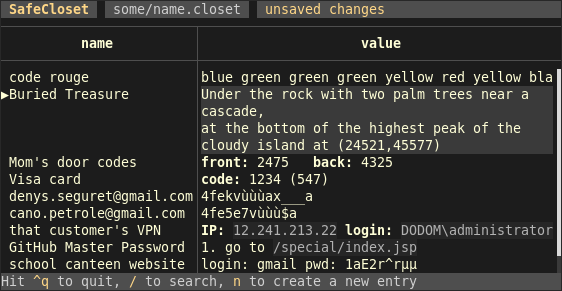 SafeCloset some/name.closet unsaved changes
name value
code rouge blue green green green yellow red yellow bla
▶Buried Treasure Under the rock with two palm trees near a
cascade,
at the bottom of the highest peak of the
cloudy island at (24521,45577)
Mom's door codes front: 2475 back: 4325
Visa card code: 1234 (547)
denys.seguret@gmail.com 4fekvùùùax___a
cano.petrole@gmail.com 4fe5e7vùùù$a
that customer's VPN IP: 12.241.213.22 login: DODOM\administrator
GitHub Master Password 1. go to /special/index.jsp
school canteen website login: gmail pwd: 1aE2r^rµµ
Hit ^q to quit, / to search, n to create a new entry